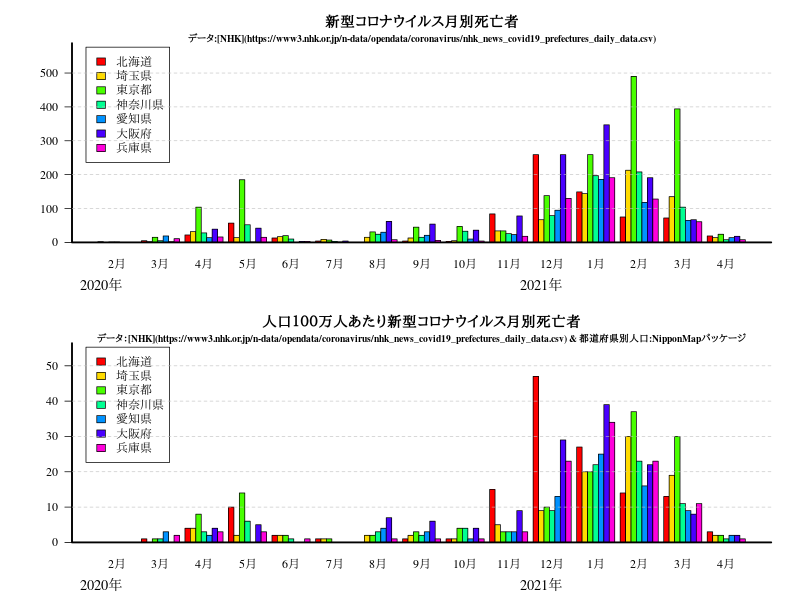 新型コロナウイルス月別死亡者
データ:[NHK](https://www3.nhk.or.jp/n-data/opendata/coronavirus/nhk_news_covid19_prefectures_daily_data.csv)
北海道
埼玉県
東京都
神奈川県
愛知県
大阪府
兵庫県
500
400
300
200
100
0
2月 3月 4月 5月 6月 7月 8月 9月 10月 11月 12月 1月 2月 3月 4月
2020年 2021年
人口100万人あたり新型コロナウイルス月別死亡者
データ:[NHK](https://www3.nhk.or.jp/n-data/opendata/coronavirus/nhk_news_covid19_prefectures_daily_data.csv) & 都道府県別人口:NipponMapパッケージ
北海道
埼玉県
東京都
神奈川県
愛知県
大阪府
兵庫県
50
40
30
20
10
0
2月 3月 4月 5月 6月 7月 8月 9月 10月 11月 12月 1月 2月 3月 4月
2020年 2021年